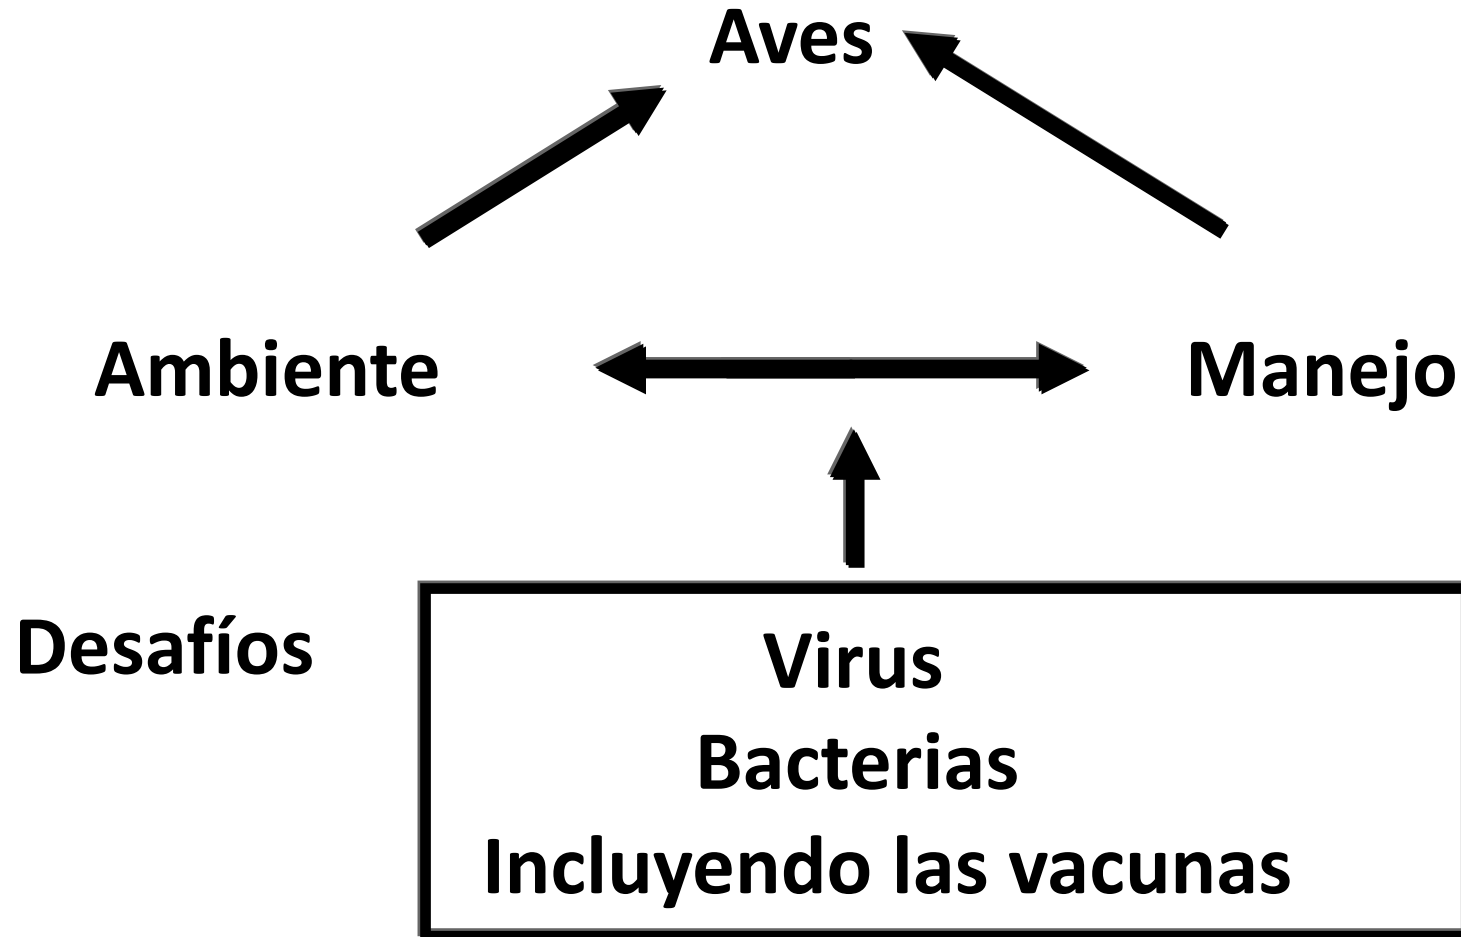 Aves
Ambiente
Manejo
Desafíos
Virus
Bacterias
Incluyendo las vacunas